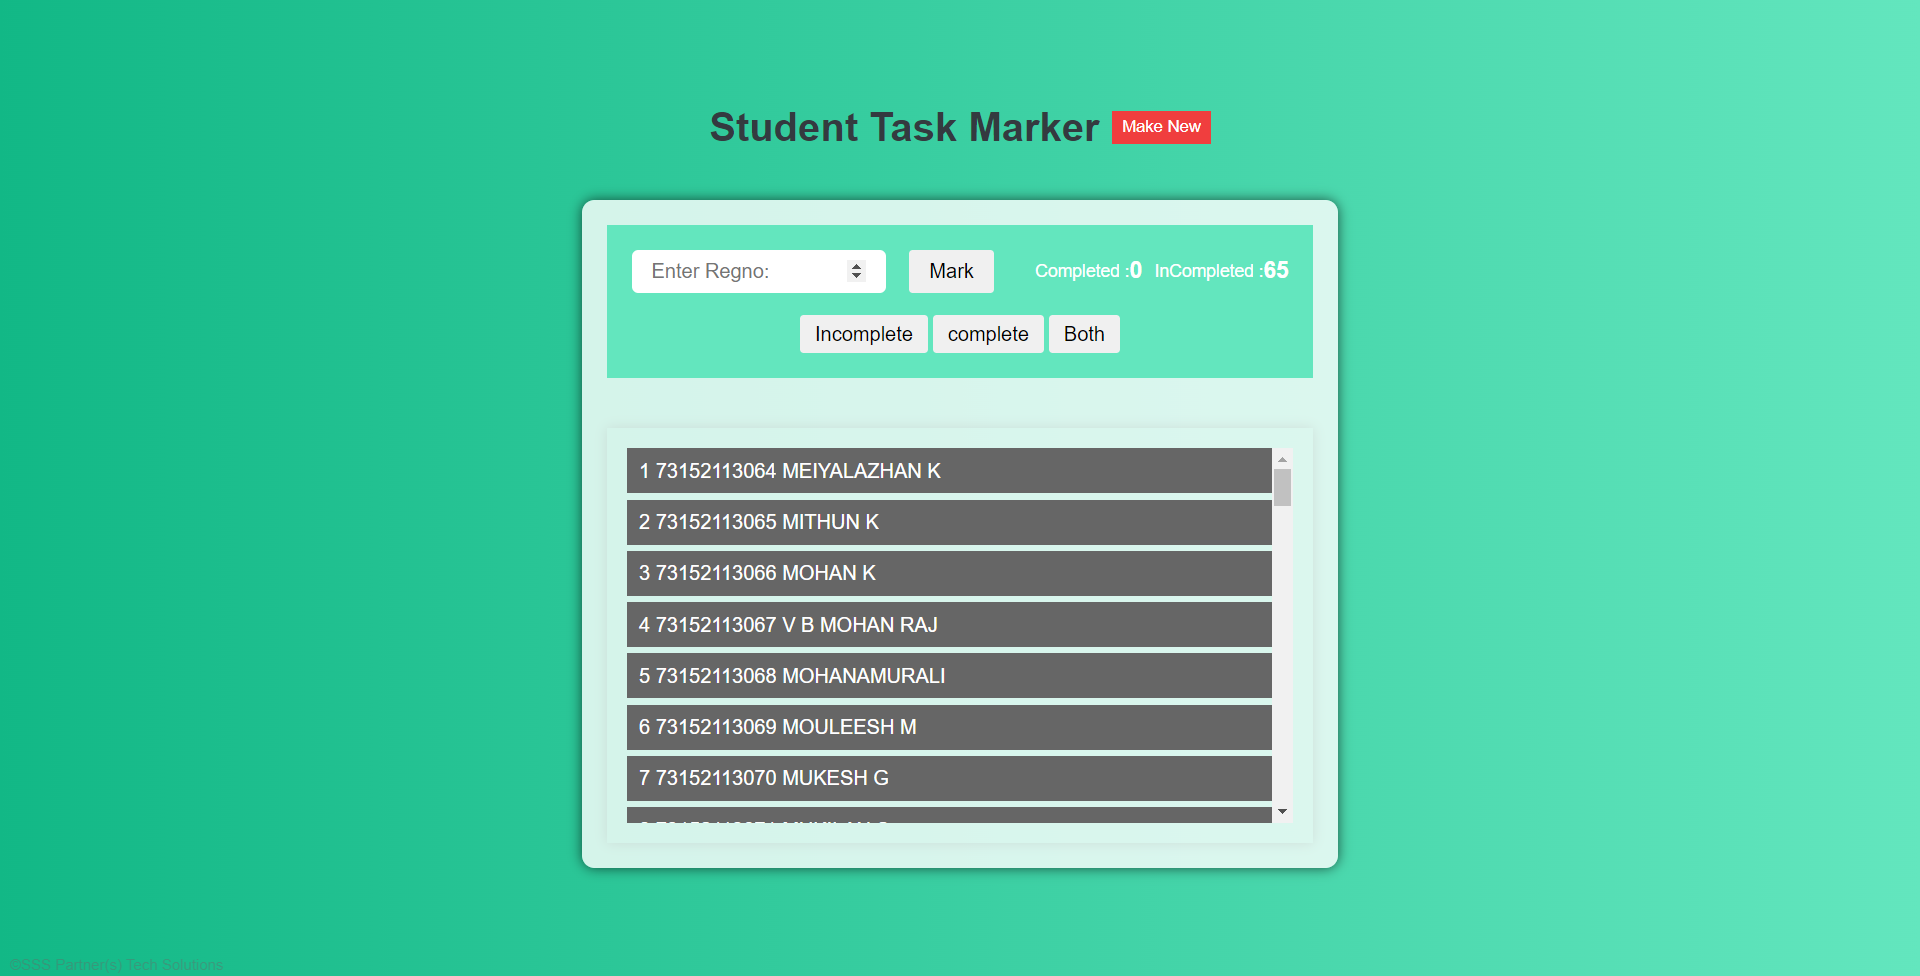 Student Task Marker Make New
Enter Regno: Mark Completed :0 InCompleted :65
Incomplete complete Both
1 73152113064 MEIYALAZHAN K
2 73152113065 MITHUN K
3 73152113066 MOHAN K
4 73152113067 V B MOHAN RAJ
5 73152113068 MOHANAMURALI
6 73152113069 MOULEESH M
7 73152113070 MUKESH G
©SSS Partner(s) Tech Solutions